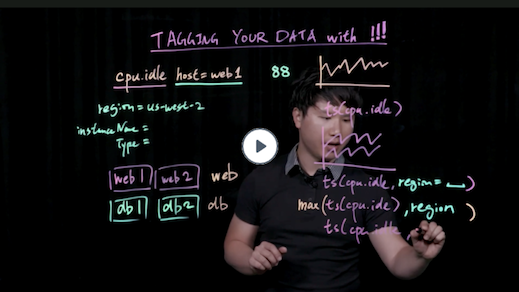 TAGGING YOUR DATA with !!!
cpu.idle host=web1 88
region=us-west-2
instanceName =
Type =
web1 web2 web
db1 db2 db
ts(cpu.idle)
ts(cpu.idle, region= )
max(ts(cpu.idle), region )
ts(cpu.idle,